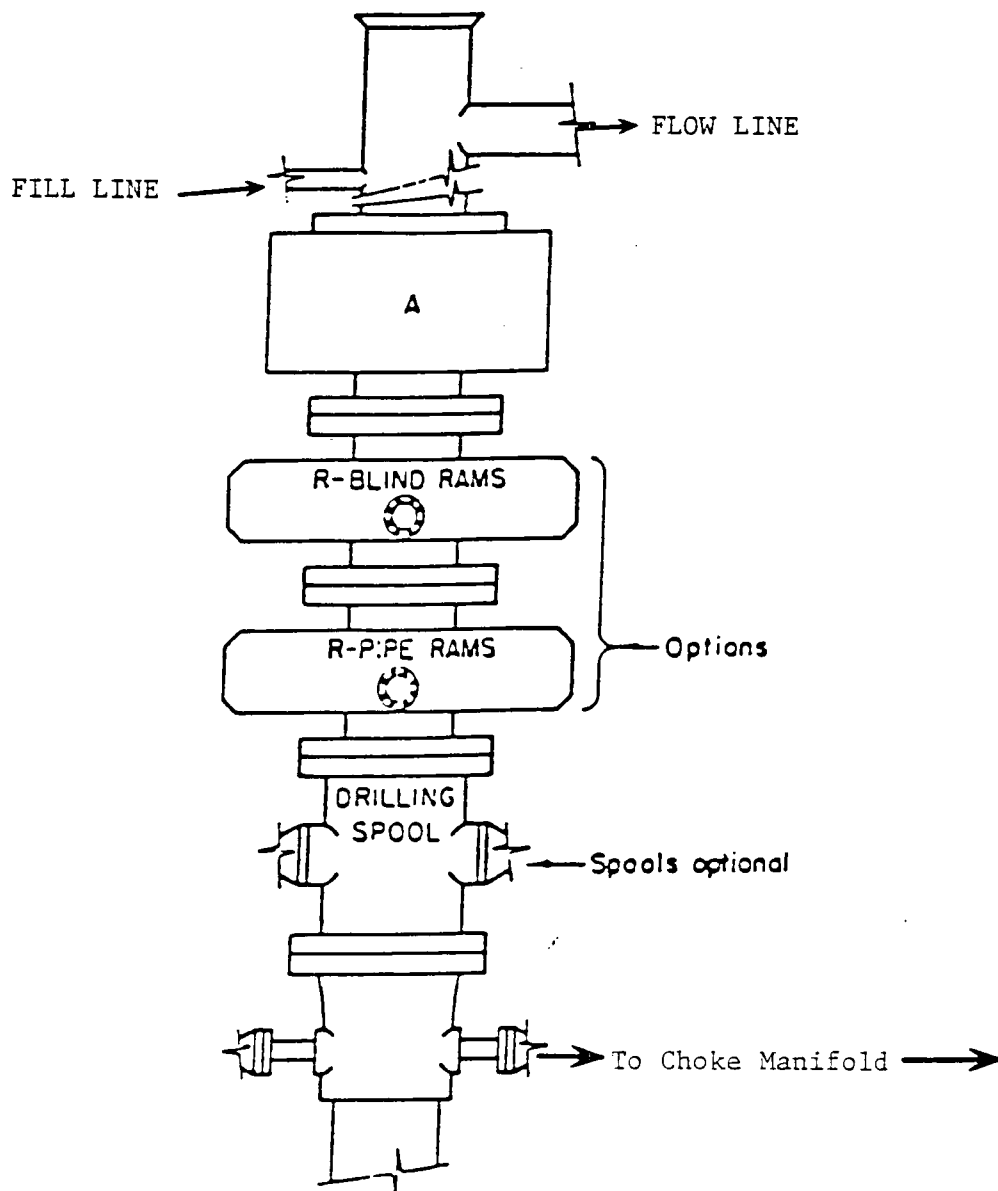 FLOW LINE
FILL LINE
A
R-BLIND RAMS
R-PIPE RAMS
Options
DRILLING
SPOOL
Spools optional
To Choke Manifold